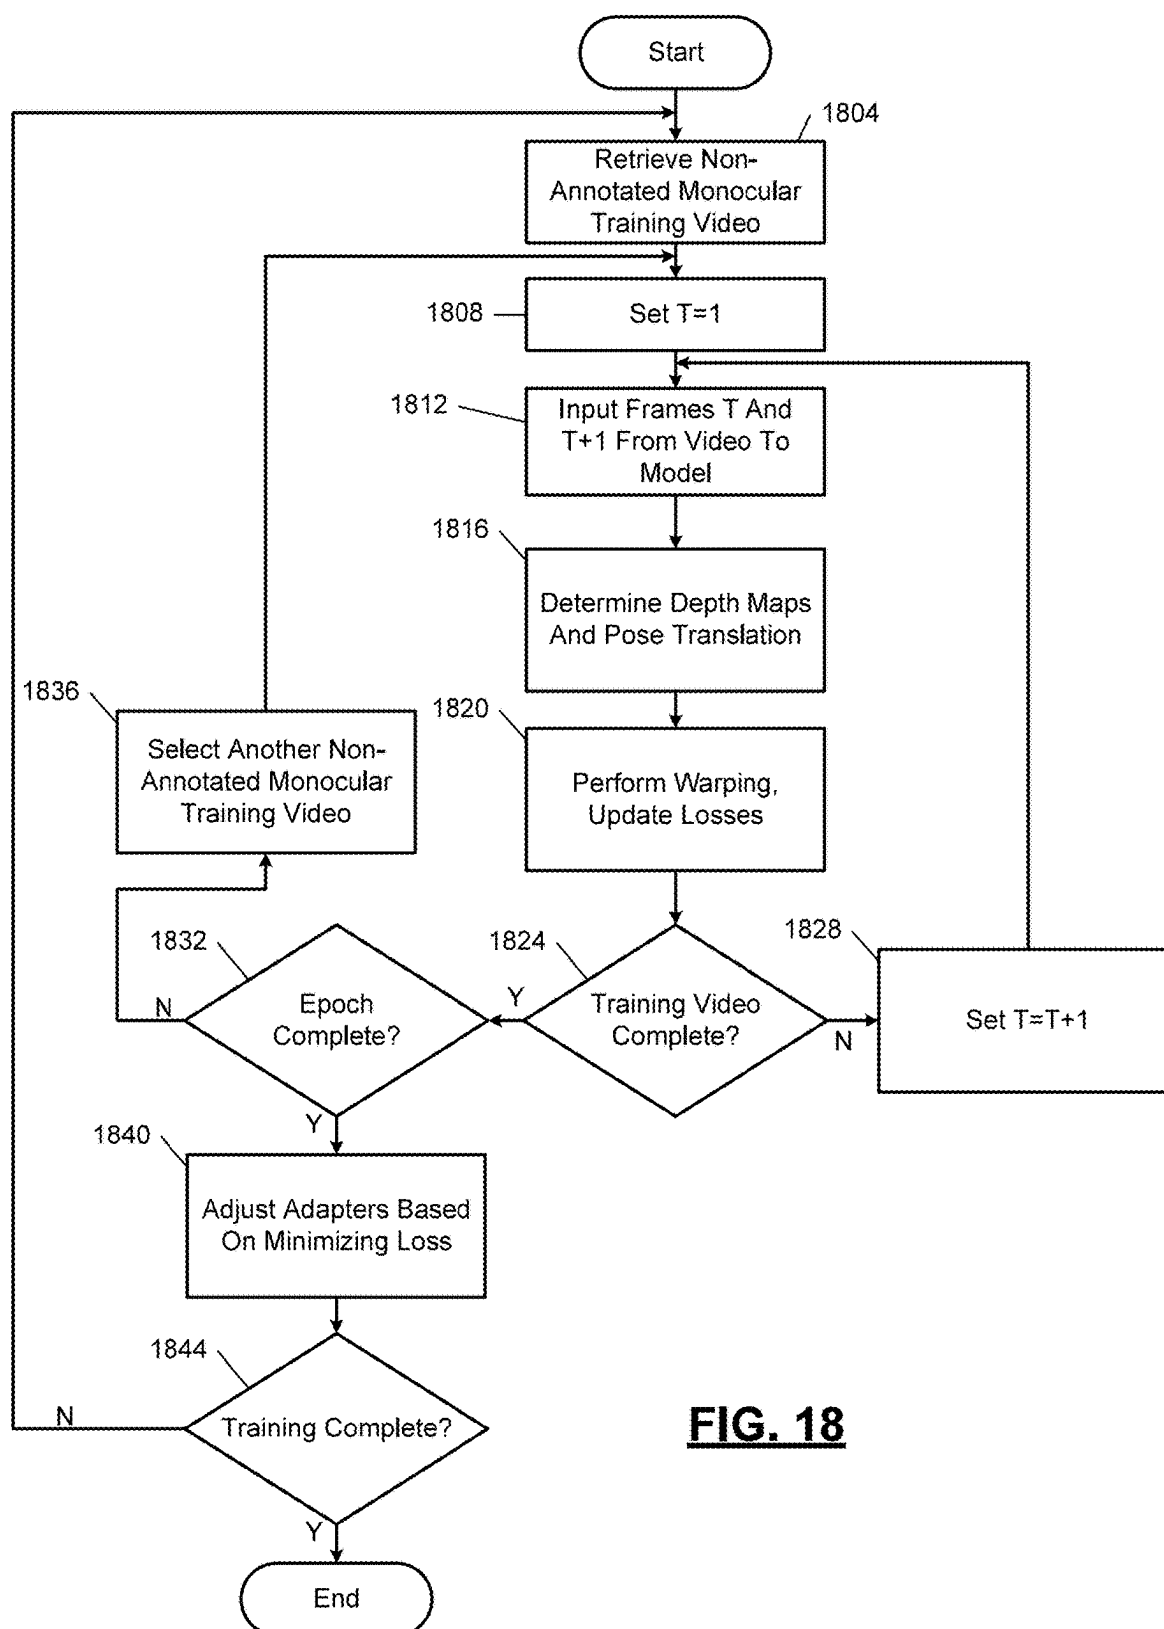 Start
1804
Retrieve Non-
Annotated Monocular
Training Video
1808
Set T=1
1812
Input Frames T And
T+1 From Video To
Model
1816
Determine Depth Maps
And Pose Translation
1836
Select Another Non-
Annotated Monocular
Training Video
1820
Perform Warping,
Update Losses
1832
Epoch
Complete?
N
Y
1824
Training Video
Complete?
Y
N
1828
Set T=T+1
1840
Adjust Adapters Based
On Minimizing Loss
1844
Training Complete?
N
Y
End
FIG. 18